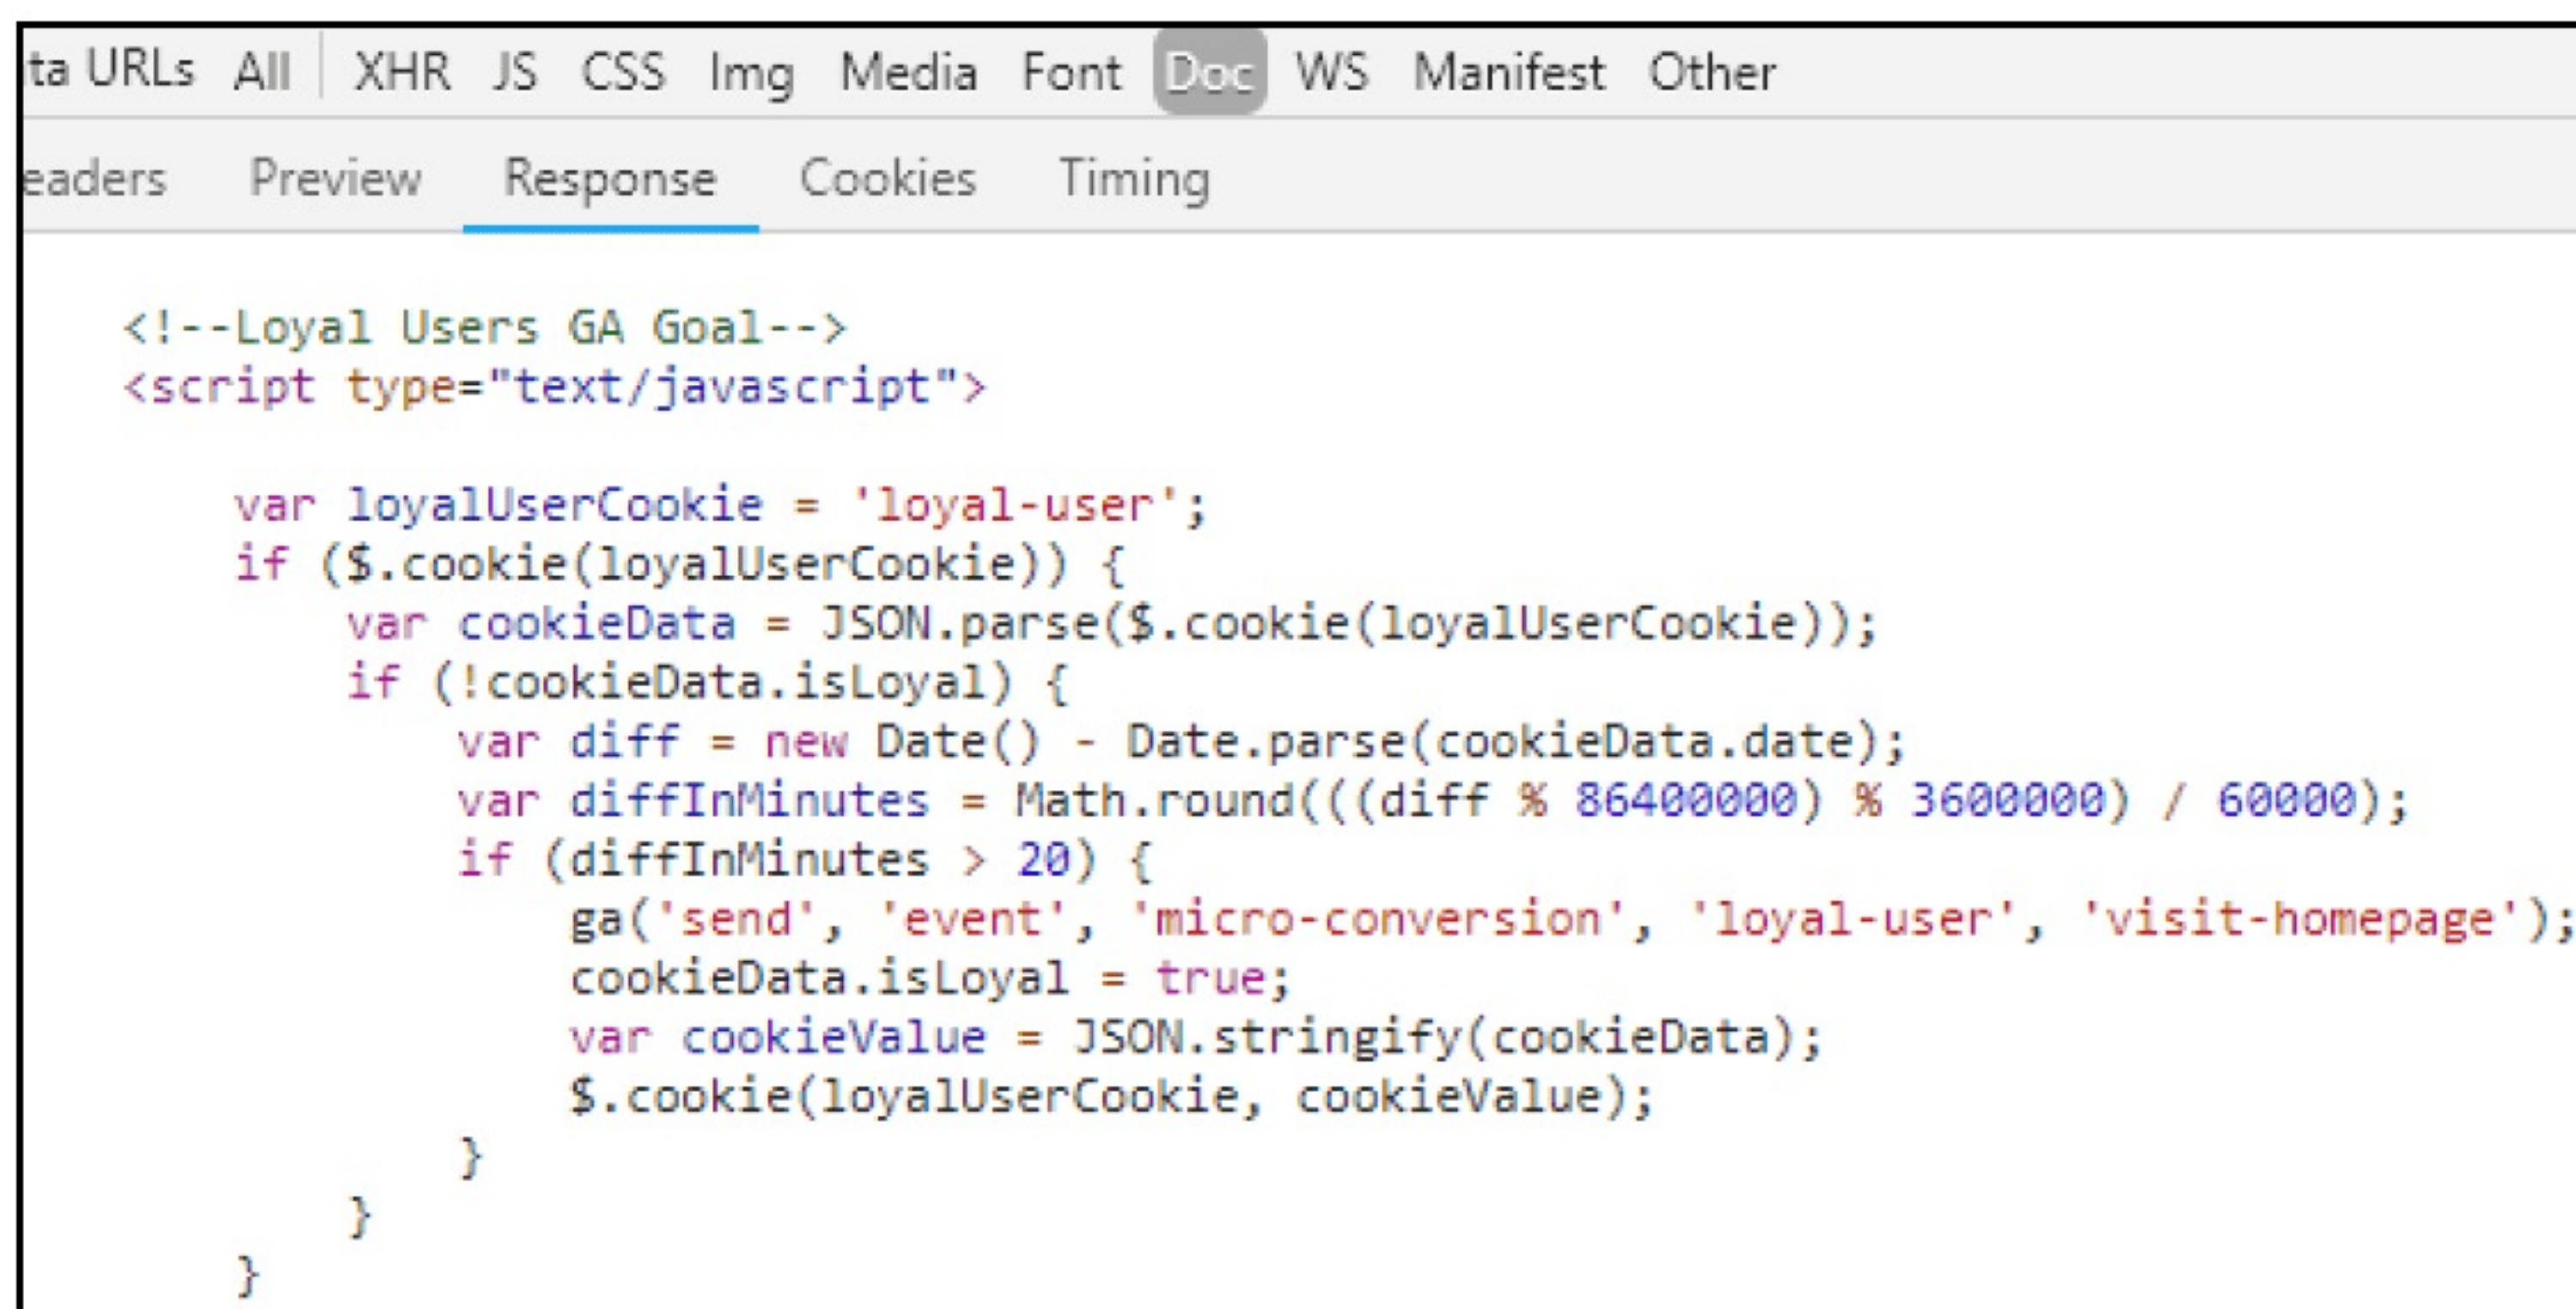 ta URLs All XHR JS CSS Img Media Font Doc WS Manifest Other
eaders Preview Response Cookies Timing
<!--Loyal Users GA Goal-->
<script type="text/javascript">
var loyalUserCookie = 'loyal-user';
if ($.cookie(loyalUserCookie)) {
var cookieData = JSON.parse($.cookie(loyalUserCookie));
if (!cookieData.isLoyal) {
var diff = new Date() - Date.parse(cookieData.date);
var diffInMinutes = Math.round(((diff % 86400000) % 3600000) / 60000);
if (diffInMinutes > 20) {
ga('send', 'event', 'micro-conversion', 'loyal-user', 'visit-homepage');
cookieData.isLoyal = true;
var cookieValue = JSON.stringify(cookieData);
$.cookie(loyalUserCookie, cookieValue);
}
}
}